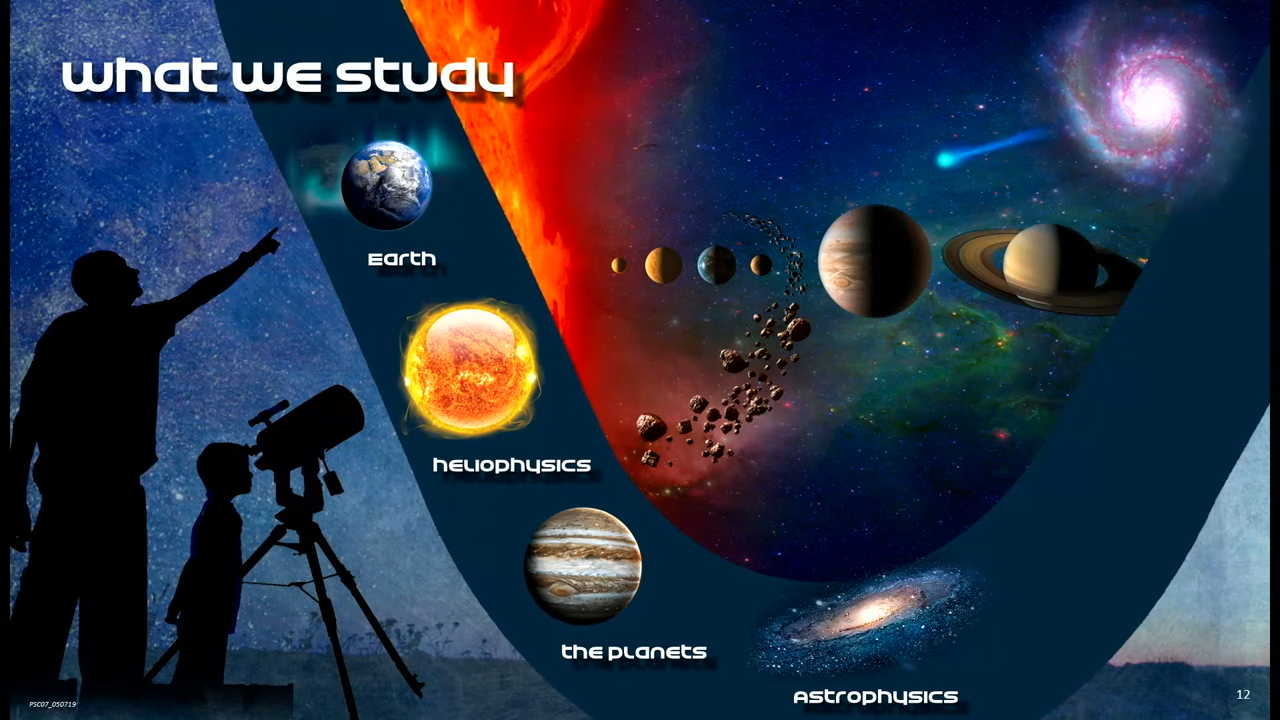 what we study
Earth
heliophysics
the planets
Astrophysics
PSC07_050719
12